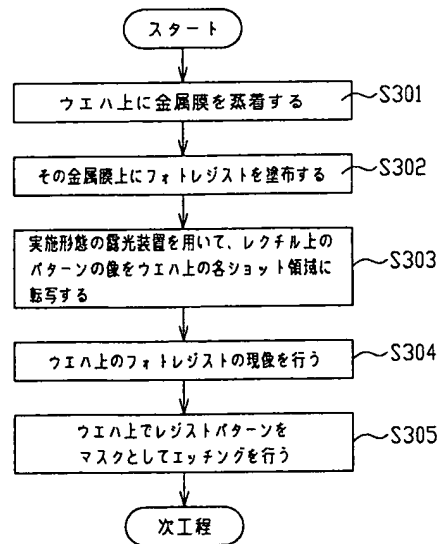 スタート
ウエハ上に金属膜を蒸着する
S301
その金属膜上にフォトレジストを塗布する
S302
実施形態の露光装置を用いて、レクチル上の
パターンの像をウエハ上の各ショット領域に
転写する
S303
ウエハ上のフォトレジストの現像を行う
S304
ウエハ上でレジストパターンを
マスクとしてエッチングを行う
S305
次工程